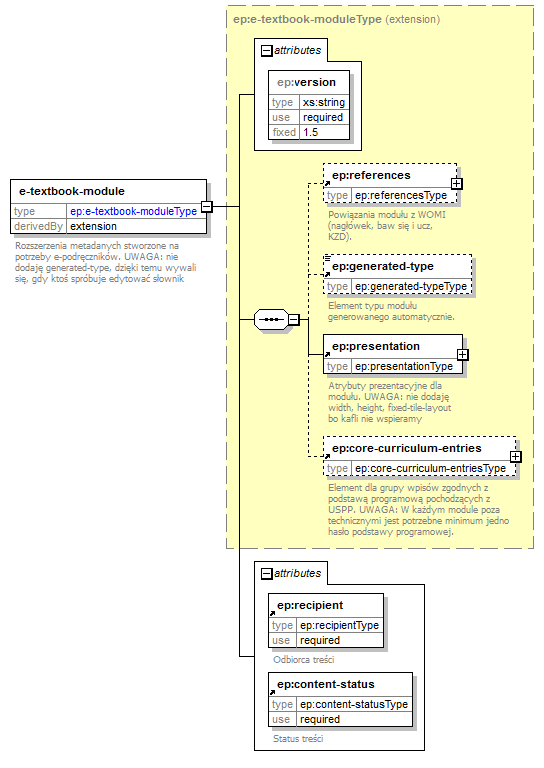 ep:e-textbook-moduleType (extension)
attributes
ep:version
type xs:string
use required
fixed 1.5
e-textbook-module
type ep:e-textbook-moduleType
derivedBy extension
Rozszerzenia metadanych stworzone na
potrzeby e-podręczników. UWAGA: nie
dodaję generated-type, dzięki temu wywali
się, gdy ktoś spróbuje edytować słownik
ep:references
type ep:referencesType
Powiązania modułu z WOMI
(nagłówek, baw się i ucz,
KZD).
ep:generated-type
type ep:generated-typeType
Element typu modułu
generowanego automatycznie.
ep:presentation
type ep:presentationType
Atrybuty prezentacyjne dla
modułu. UWAGA: nie dodaję
width, height, fixed-tile-layout
bo kafli nie wspieramy
ep:core-curriculum-entries
type ep:core-curriculum-entriesType
Element dla grupy wpisów zgodnych z
podstawą programową pochodzących z
USPP. UWAGA: W każdym module poza
technicznymi jest potrzebne minimum jedno
hasło podstawy programowej.
attributes
ep:recipient
type ep:recipientType
use required
Odbiorca treści
ep:content-status
type ep:content-statusType
use required
Status treści